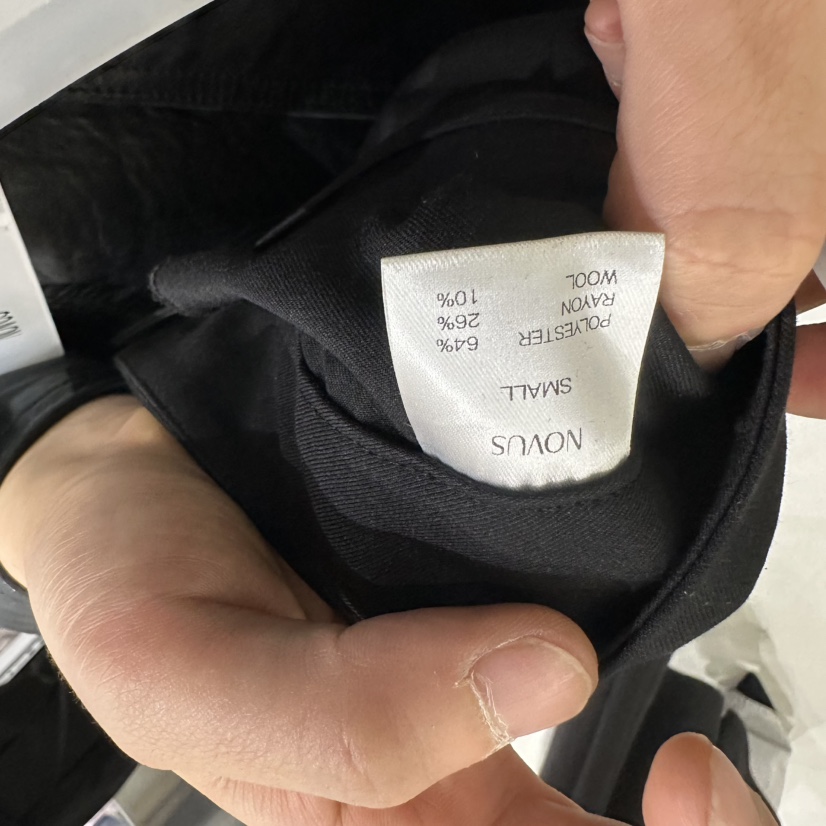 NOVUS
SMALL
POLYESTER 64%
RAYON 26%
WOOL 10%